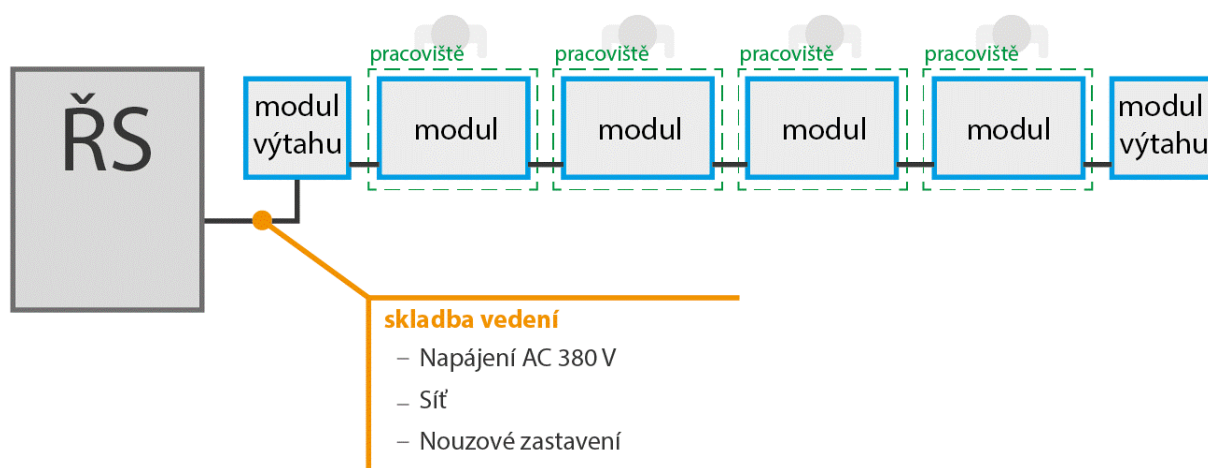 pracoviště pracoviště pracoviště pracoviště
ŘS
modul
výtahu
modul
modul
modul
modul
modul
výtahu
skladba vedení
– Napájení AC 380 V
– Síť
– Nouzové zastavení